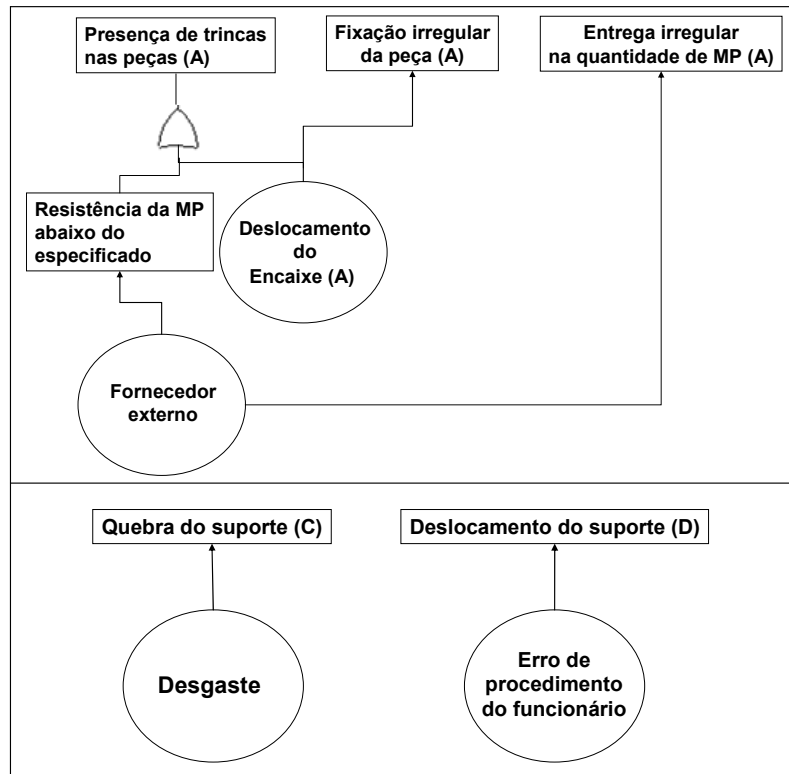 Presença de trincas
nas peças (A)
Fixação irregular
da peça (A)
Entrega irregular
na quantidade de MP (A)
Resistência da MP
abaixo do
especificado
Deslocamento
do
Encaixe (A)
Fornecedor
externo
Quebra do suporte (C)
Deslocamento do suporte (D)
Desgaste
Erro de
procedimento
do funcionário